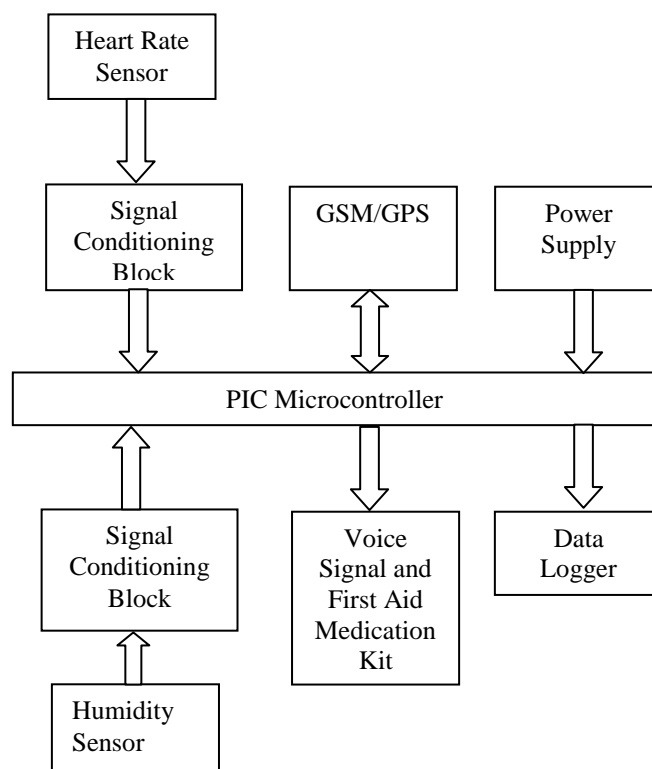 Heart Rate
Sensor
Signal
Conditioning
Block
GSM/GPS
Power
Supply
PIC Microcontroller
Signal
Conditioning
Block
Voice
Signal and
First Aid
Medication
Kit
Data
Logger
Humidity
Sensor